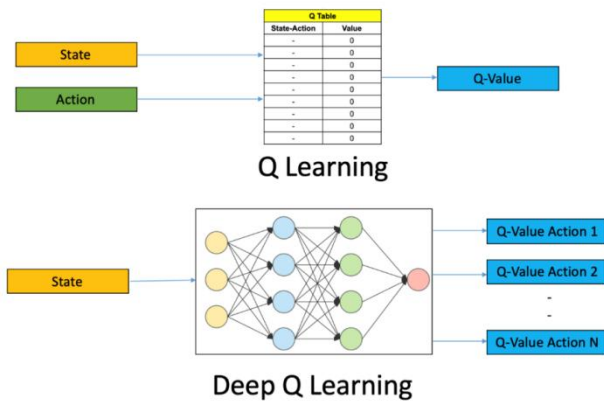 Q Table
State-Action Value
- 0
- 0
- 0
- 0
- 0
- 0
- 0
- 0
- 0
State
Action
Q-Value
Q Learning
State
Q-Value Action 1
Q-Value Action 2
-
-
Q-Value Action N
Deep Q Learning